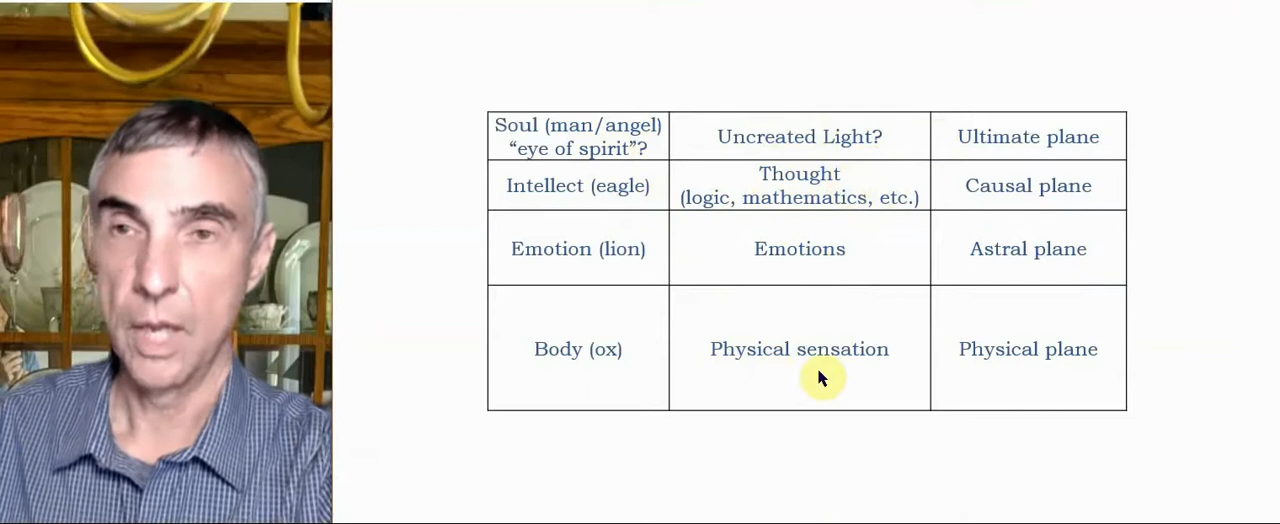 Soul (man/angel)
“eye of spirit”?
Uncreated Light?
Ultimate plane
Intellect (eagle)
Thought
(logic, mathematics, etc.)
Causal plane
Emotion (lion)
Emotions
Astral plane
Body (ox)
Physical sensation
Physical plane